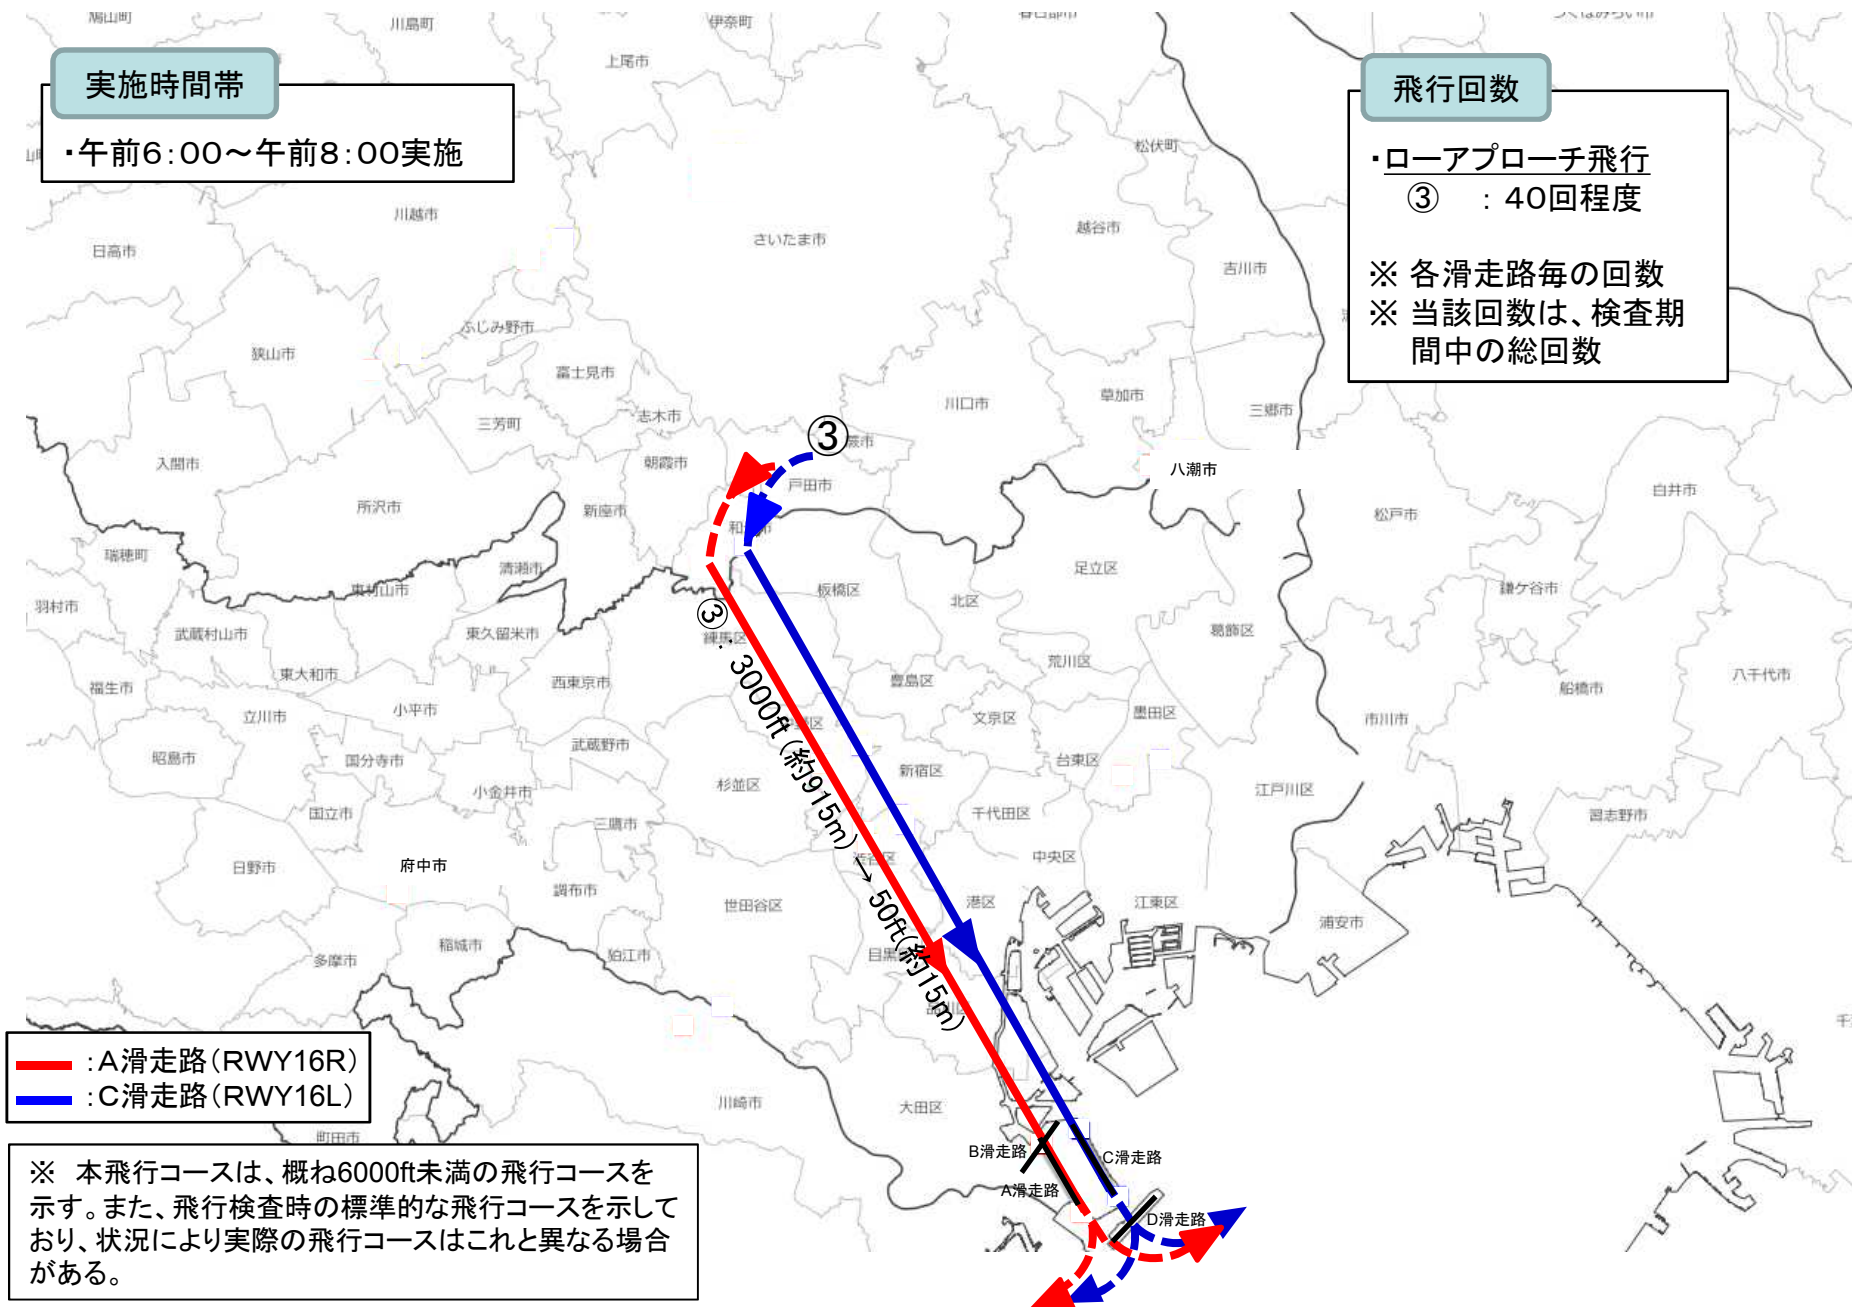 鳩山町
川島町
伊奈町
上尾市
実施時間帯
・午前6:00～午前8:00実施
飛行回数
・ローアプローチ飛行
③ : 40回程度
※ 各滑走路毎の回数
※ 当該回数は、検査期
間中の総回数
松伏町
川越市
さいたま市
越谷市
吉川市
日高市
ふじみ野市
狭山市
富士見市
川口市
草加市
三郷市
志木市
三芳町
③
蕨市
入間市
朝霞市
戸田市
八潮市
白井市
所沢市
新座市
松戸市
瑞穂町
清瀬市
足立区
鎌ケ谷市
東村山市
板橋区
北区
羽村市
武蔵村山市
東久留米市
練馬区
葛飾区
③: 3000ft (約915m) → 50ft(約15m)
荒川区
東大和市
西東京市
豊島区
八千代市
福生市
船橋市
立川市
小平市
文京区
墨田区
市川市
武蔵野市
昭島市
国分寺市
台東区
新宿区
杉並区
小金井市
江戸川区
国立市
千代田区
習志野市
三鷹市
渋谷区
中央区
日野市
府中市
調布市
世田谷区
港区
江東区
浦安市
稲城市
狛江市
多摩市
:A滑走路(RWY16R)
:C滑走路(RWY16L)
川崎市
大田区
町田市
B滑走路
C滑走路
A滑走路
D滑走路
※ 本飛行コースは、概ね6000ft未満の飛行コースを
示す。また、飛行検査時の標準的な飛行コースを示して
おり、状況により実際の飛行コースはこれと異なる場合
がある。